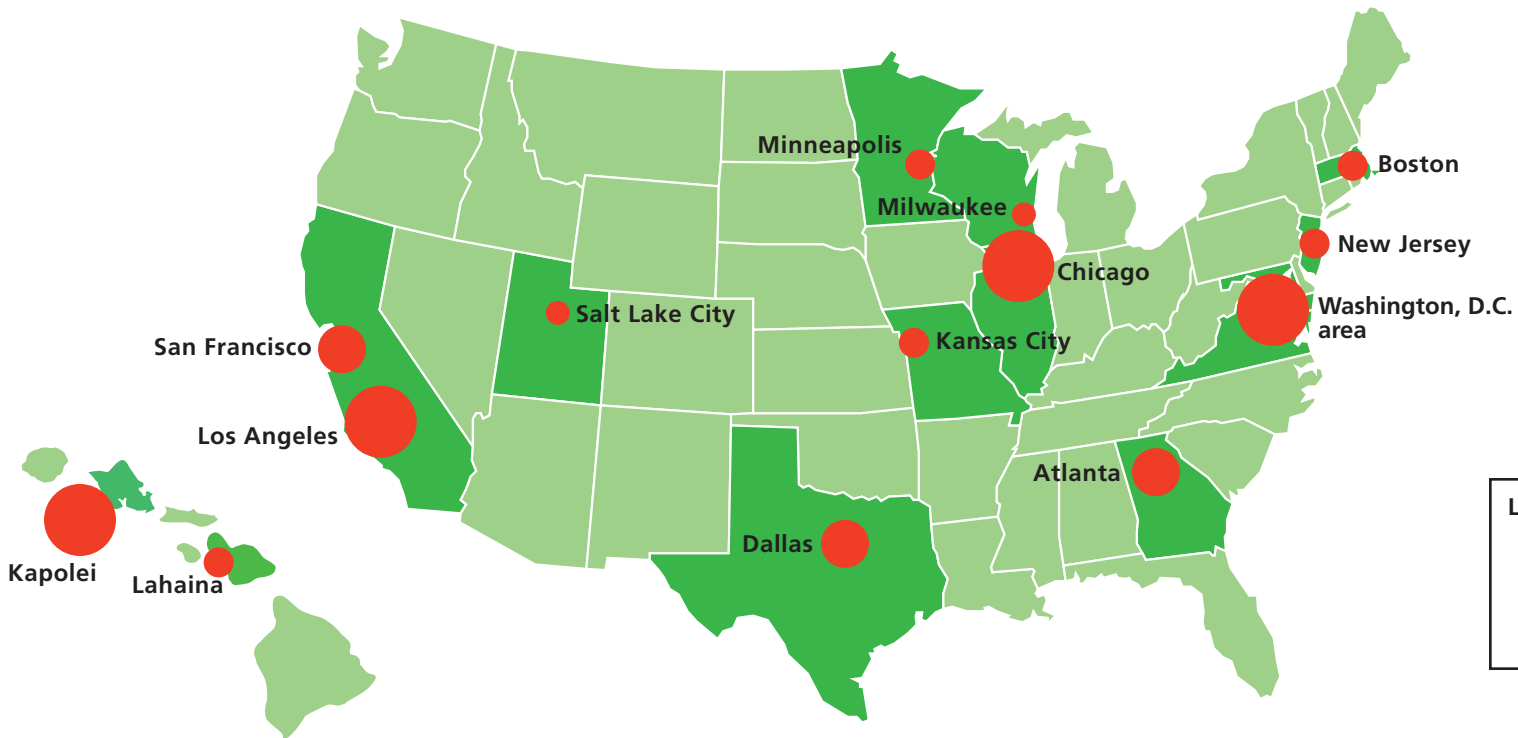 Minneapolis
Boston
Milwaukee
New Jersey
Chicago
Washington, D.C.
area
Salt Lake City
Kansas City
San Francisco
Los Angeles
Atlanta
Dallas
Kapolei
Lahaina
L